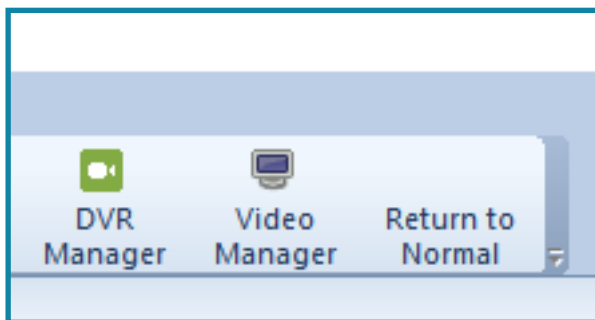 DVR
Manager
Video
Manager
Return to
Normal